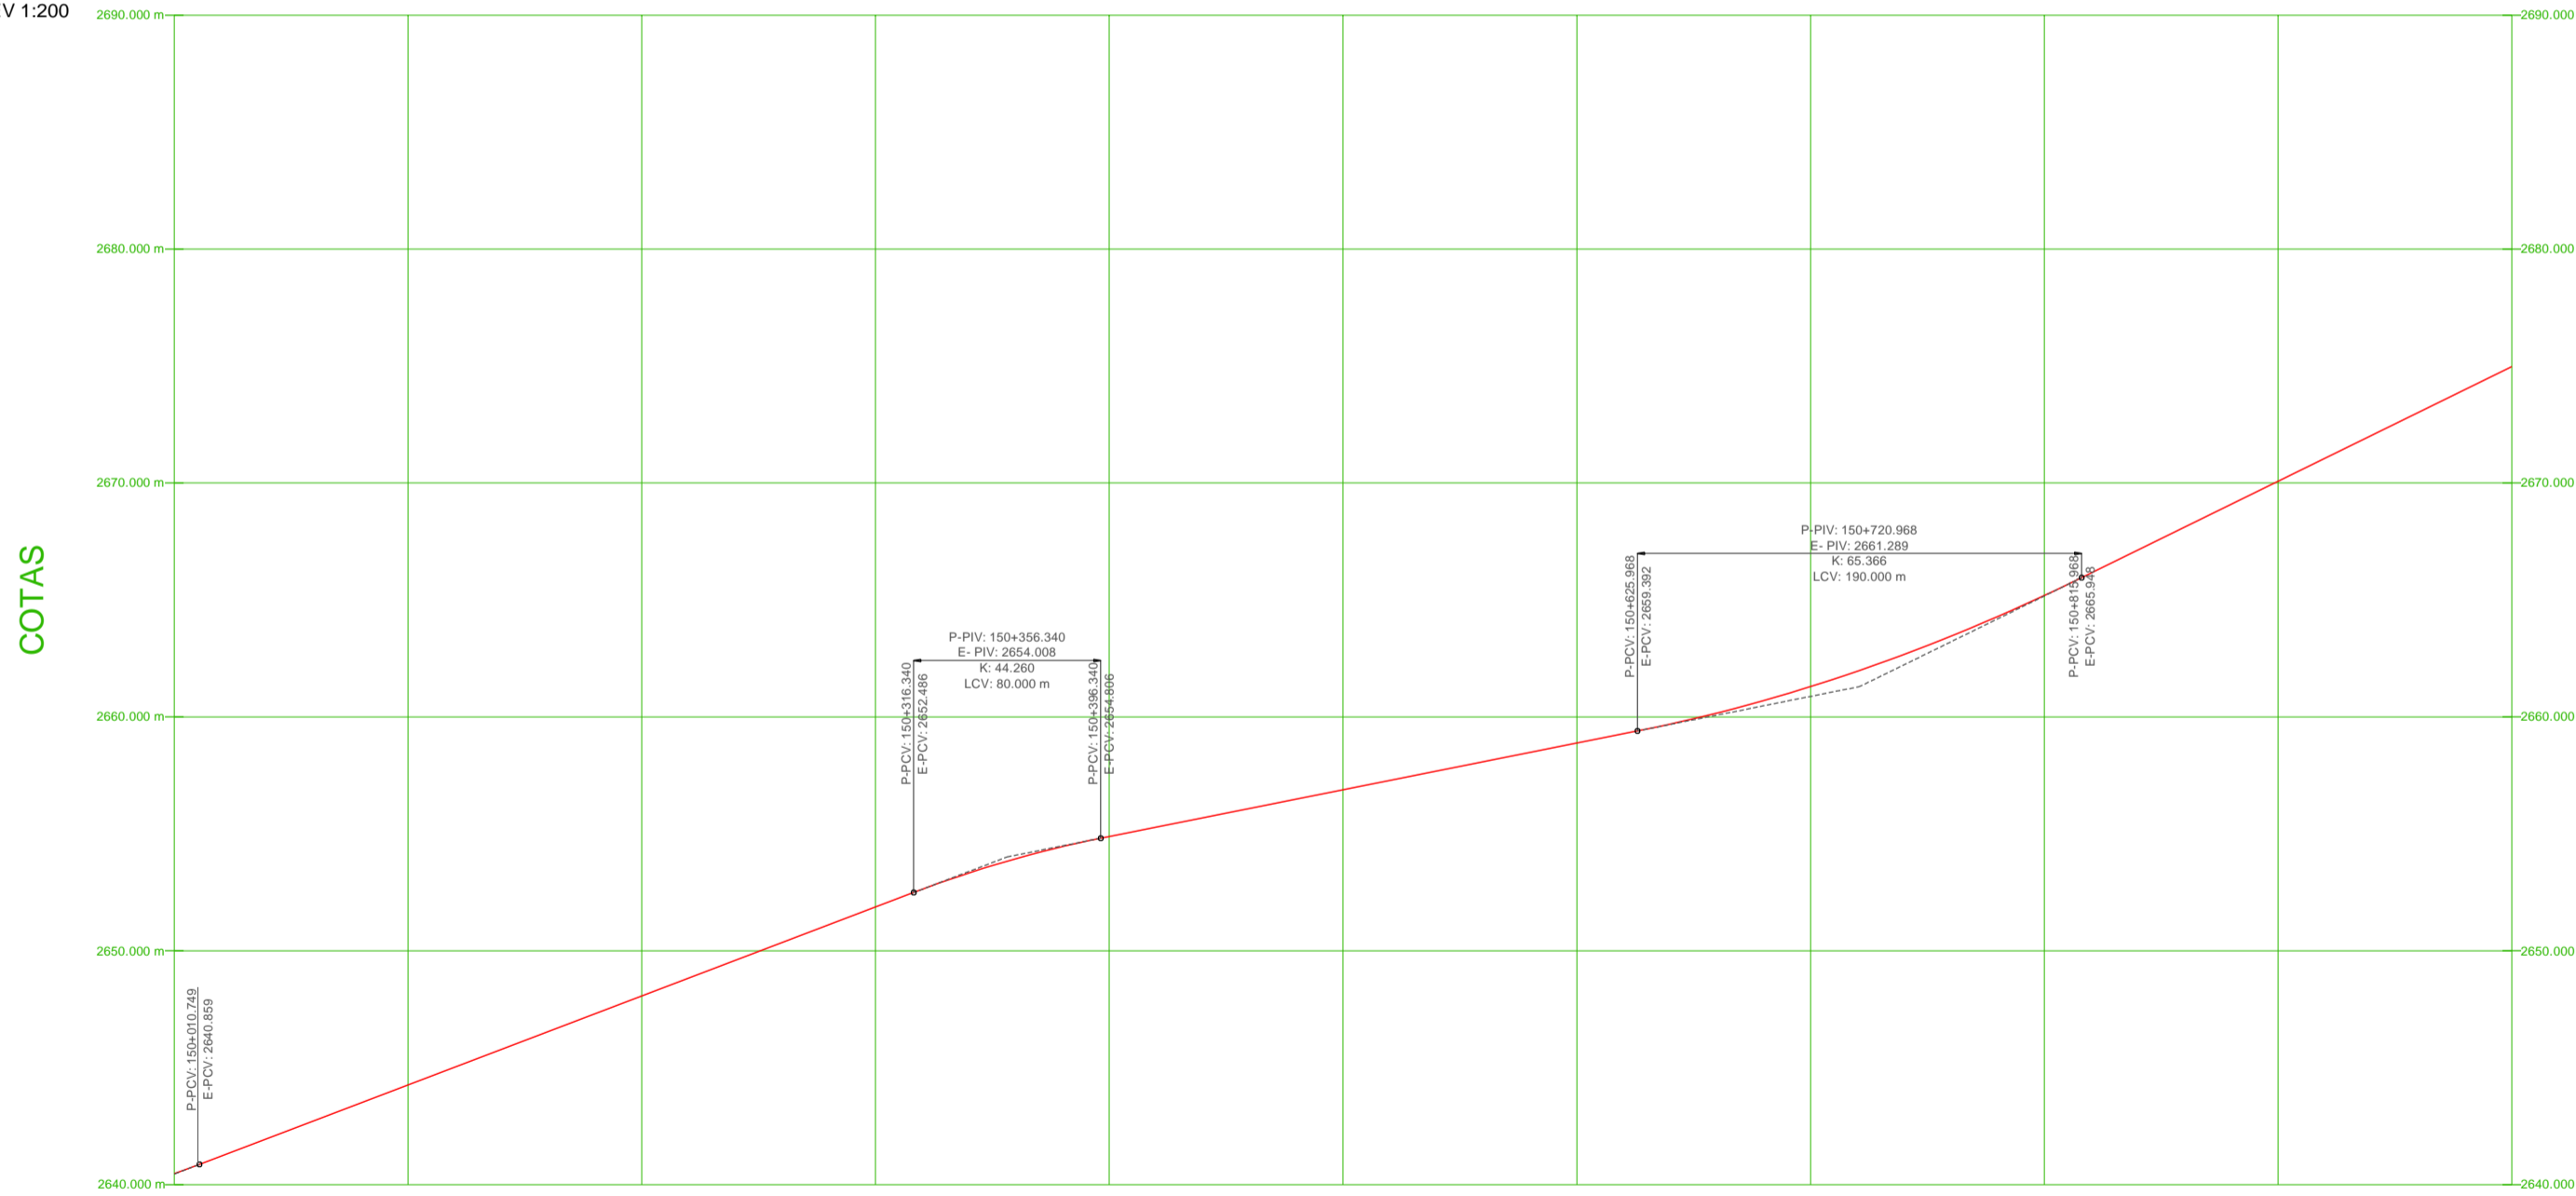 V 1:200
COTAS
2690.000 m
2680.000 m
2670.000 m
2660.000 m
2650.000 m
2640.000 m
P-PCV: 150+010.749
E-PCV: 2640.859
P-PIV: 150+356.340
E- PIV: 2654.008
K: 44.260
LCV: 80.000 m
P-PCV: 150+316.340
E-PCV: 2652.486
P-PCV: 150+396.340
E-PCV: 2654.806
P-PIV: 150+720.968
E- PIV: 2661.289
K: 65.366
LCV: 190.000 m
P-PCV: 150+625.968
E-PCV: 2659.392
P-PCV: 150+815.968
E-PCV: 2665.948
2690.000
2680.000
2670.000
2660.000
2650.000
2640.000